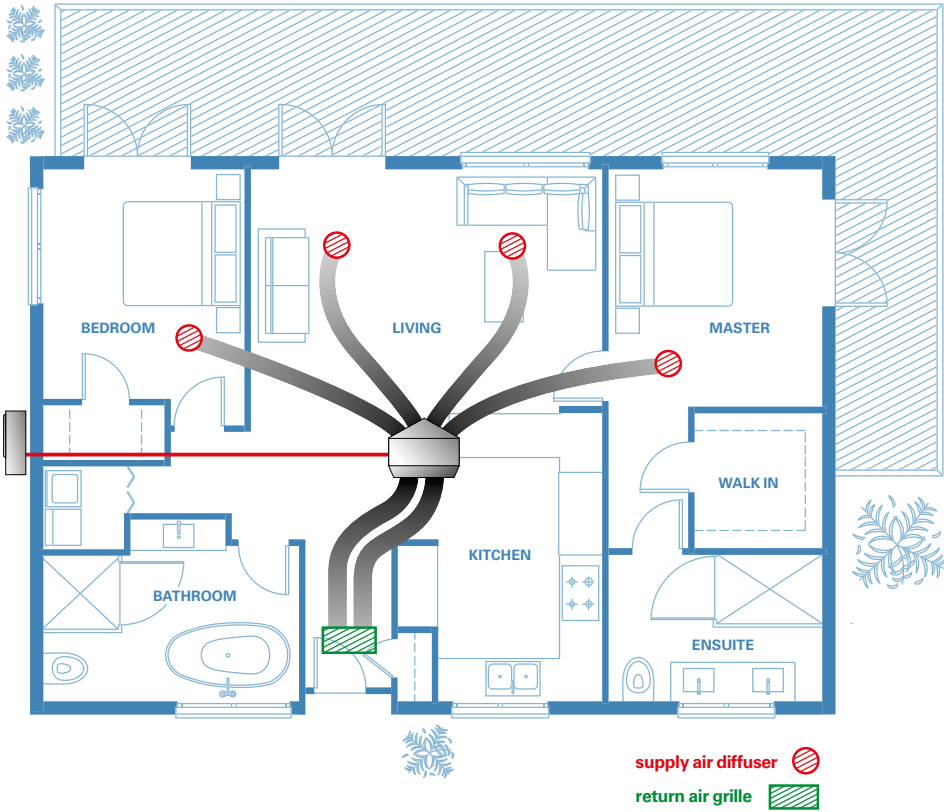 BEDROOM
LIVING
MASTER
WALK IN
KITCHEN
BATHROOM
ENSUITE
supply air diffuser
return air grille